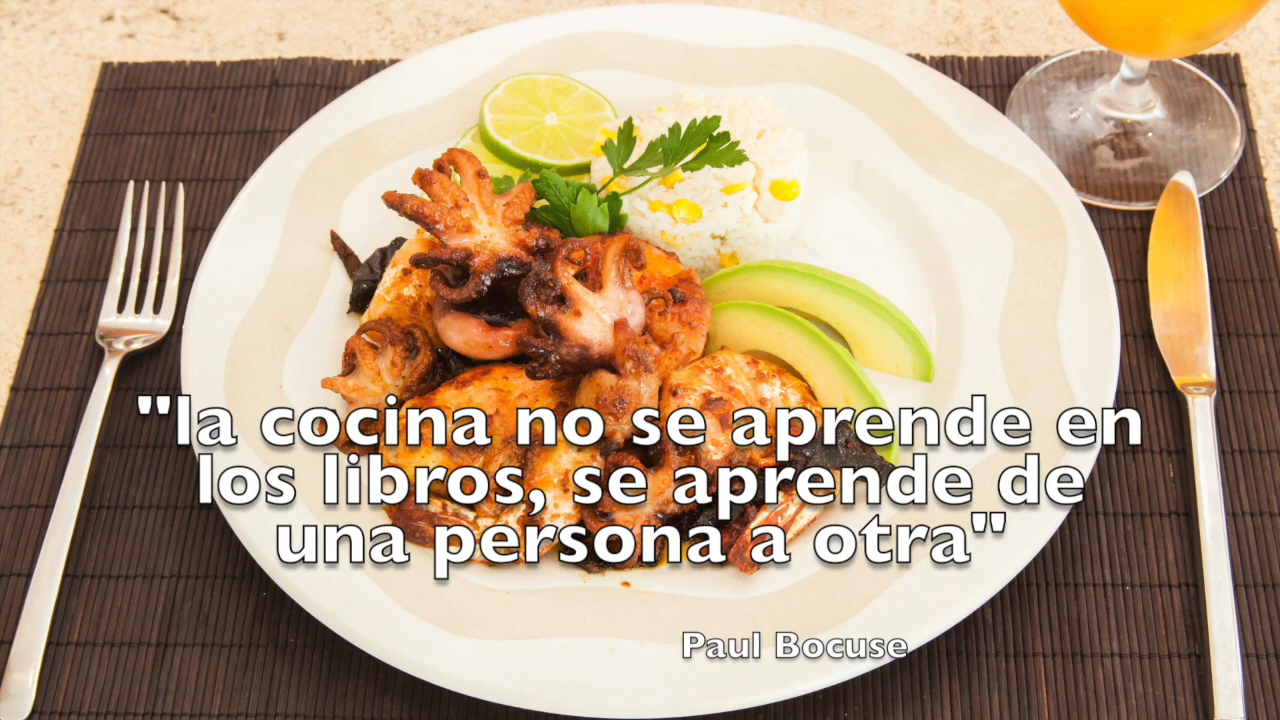 "la cocina no se aprende en
los libros, se aprende de
una persona a otra"
Paul Bocuse